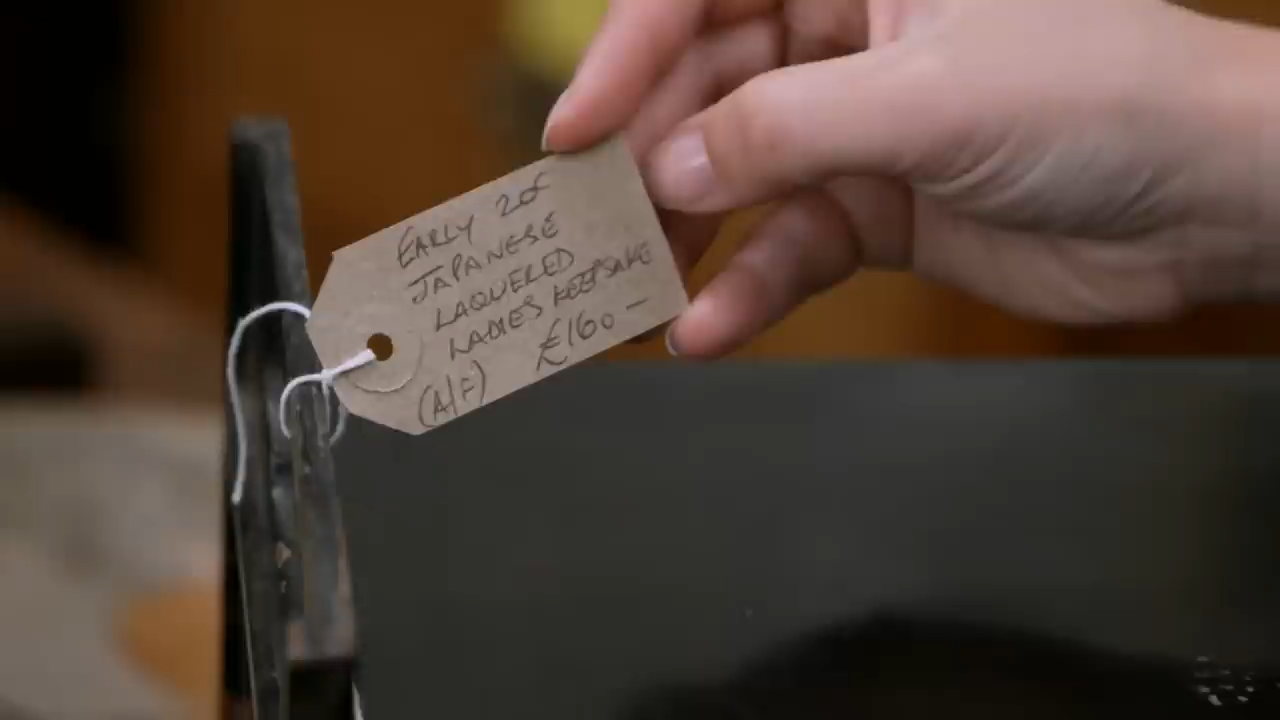 EARLY 20C
JAPANESE
LAQUERED
LADIES KEEPSAKE
(A/F) £160–